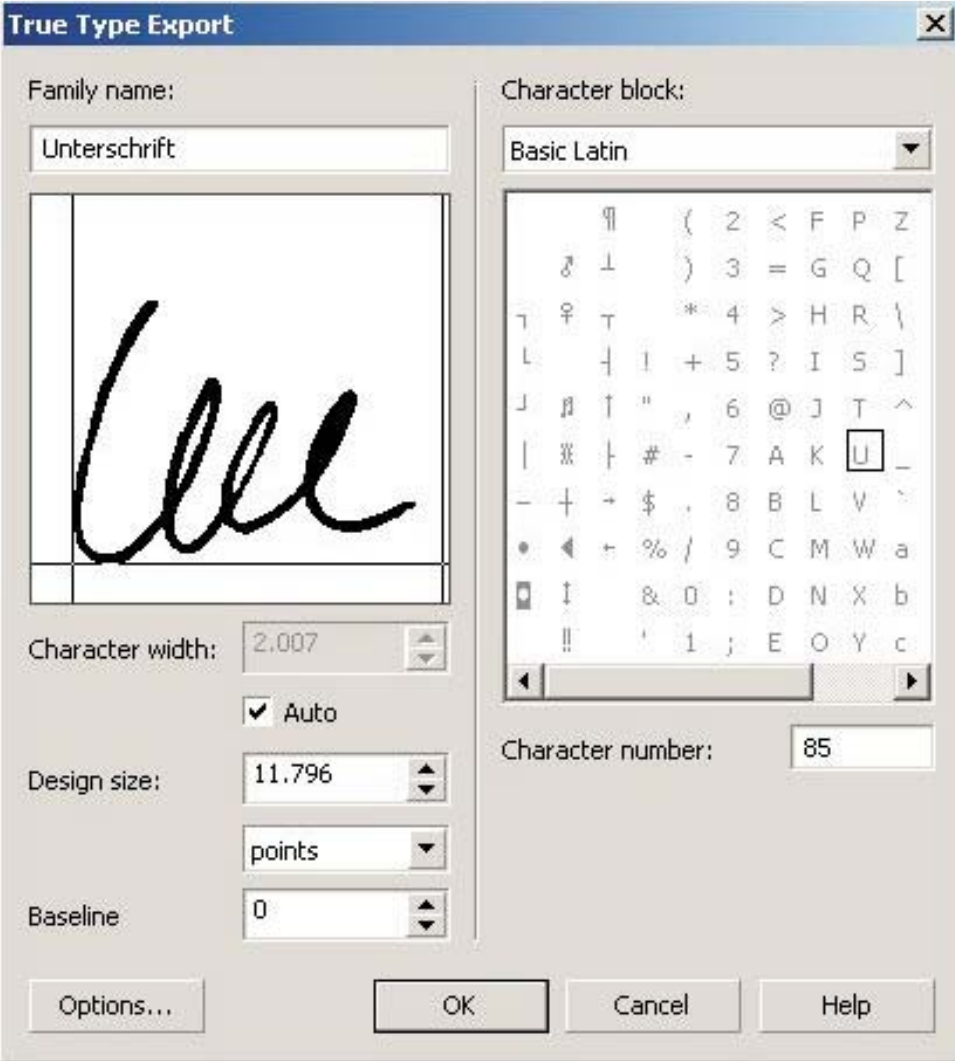 True Type Export
Family name:
Unterschrift
Character block:
Basic Latin
¶ ( 2 < F P Z
♂ ┴ ) 3 = G Q [
┐ ♀ ┬ * 4 > H R \
└ ┤ ! + 5 ? I S ]
┘ ♫ ↑ " , 6 @ J T ^
│ ├ # - 7 A K U _
─ ┼ → $ . 8 B L V `
• ◄ ← % / 9 C M W a
◘ ↕ & 0 : D N X b
‼ ' 1 ; E O Y c
Character width:
2.007
Auto
Design size:
11.796
points
Baseline
0
Character number:
85
Options...
OK
Cancel
Help